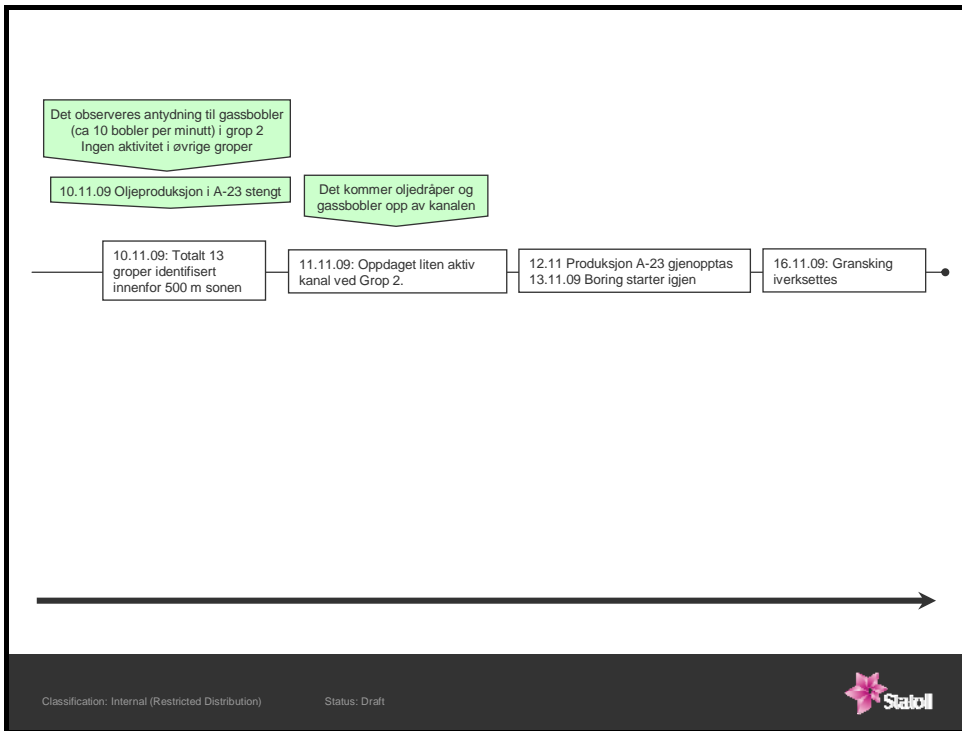 Det observeres antydning til gassbobler
(ca 10 bobler per minutt) i grop 2
Ingen aktivitet i øvrige groper
10.11.09 Oljeproduksjon i A-23 stengt
Det kommer oljedråper og
gassbobler opp av kanalen
10.11.09: Totalt 13
groper identifisert
innenfor 500 m sonen
11.11.09: Oppdaget liten aktiv
kanal ved Grop 2.
12.11 Produksjon A-23 gjenopptas
13.11.09 Boring starter igjen
16.11.09: Gransking
iverksettes
Classification: Internal (Restricted Distribution)
Status: Draft
Statoil